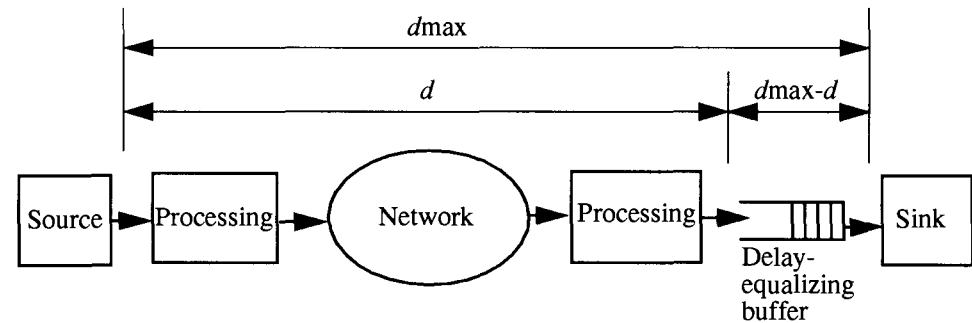 dmax
d
dmax-d
Source
Processing
Network
Processing
Sink
Delay-
equalizing
buffer